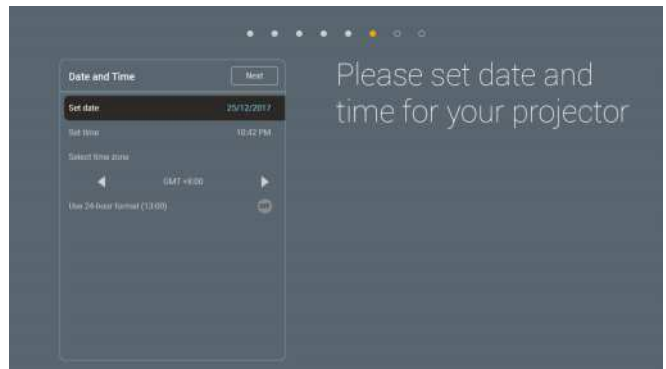 Date and Time
Next
Please set date and
time for your projector
Set date
25/12/2017
Set time
10:42 PM
Select time zone
GMT +8:00
Use 24-hour format (13:00)